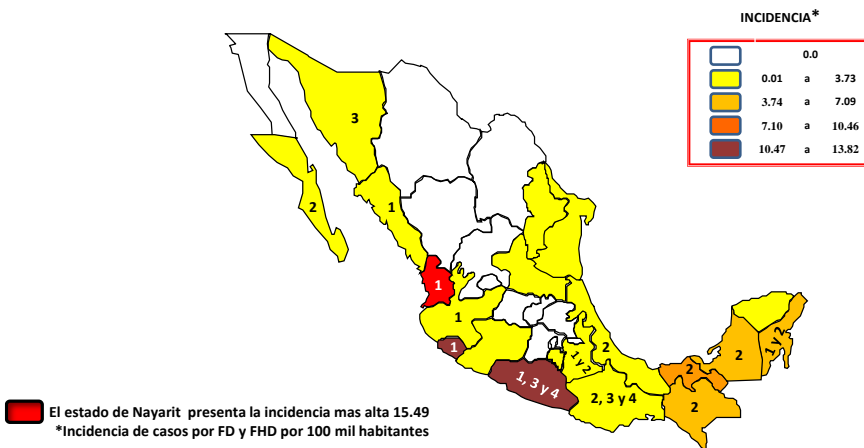 INCIDENCIA*
0.0
0.01 a 3.73
3.74 a 7.09
7.10 a 10.46
10.47 a 13.82
3
2
1
1
1
1
1, 3 y 4
1 y 2
2
2, 3 y 4
2
2
2
1 y 2
El estado de Nayarit presenta la incidencia mas alta 15.49
*Incidencia de casos por FD y FHD por 100 mil habitantes